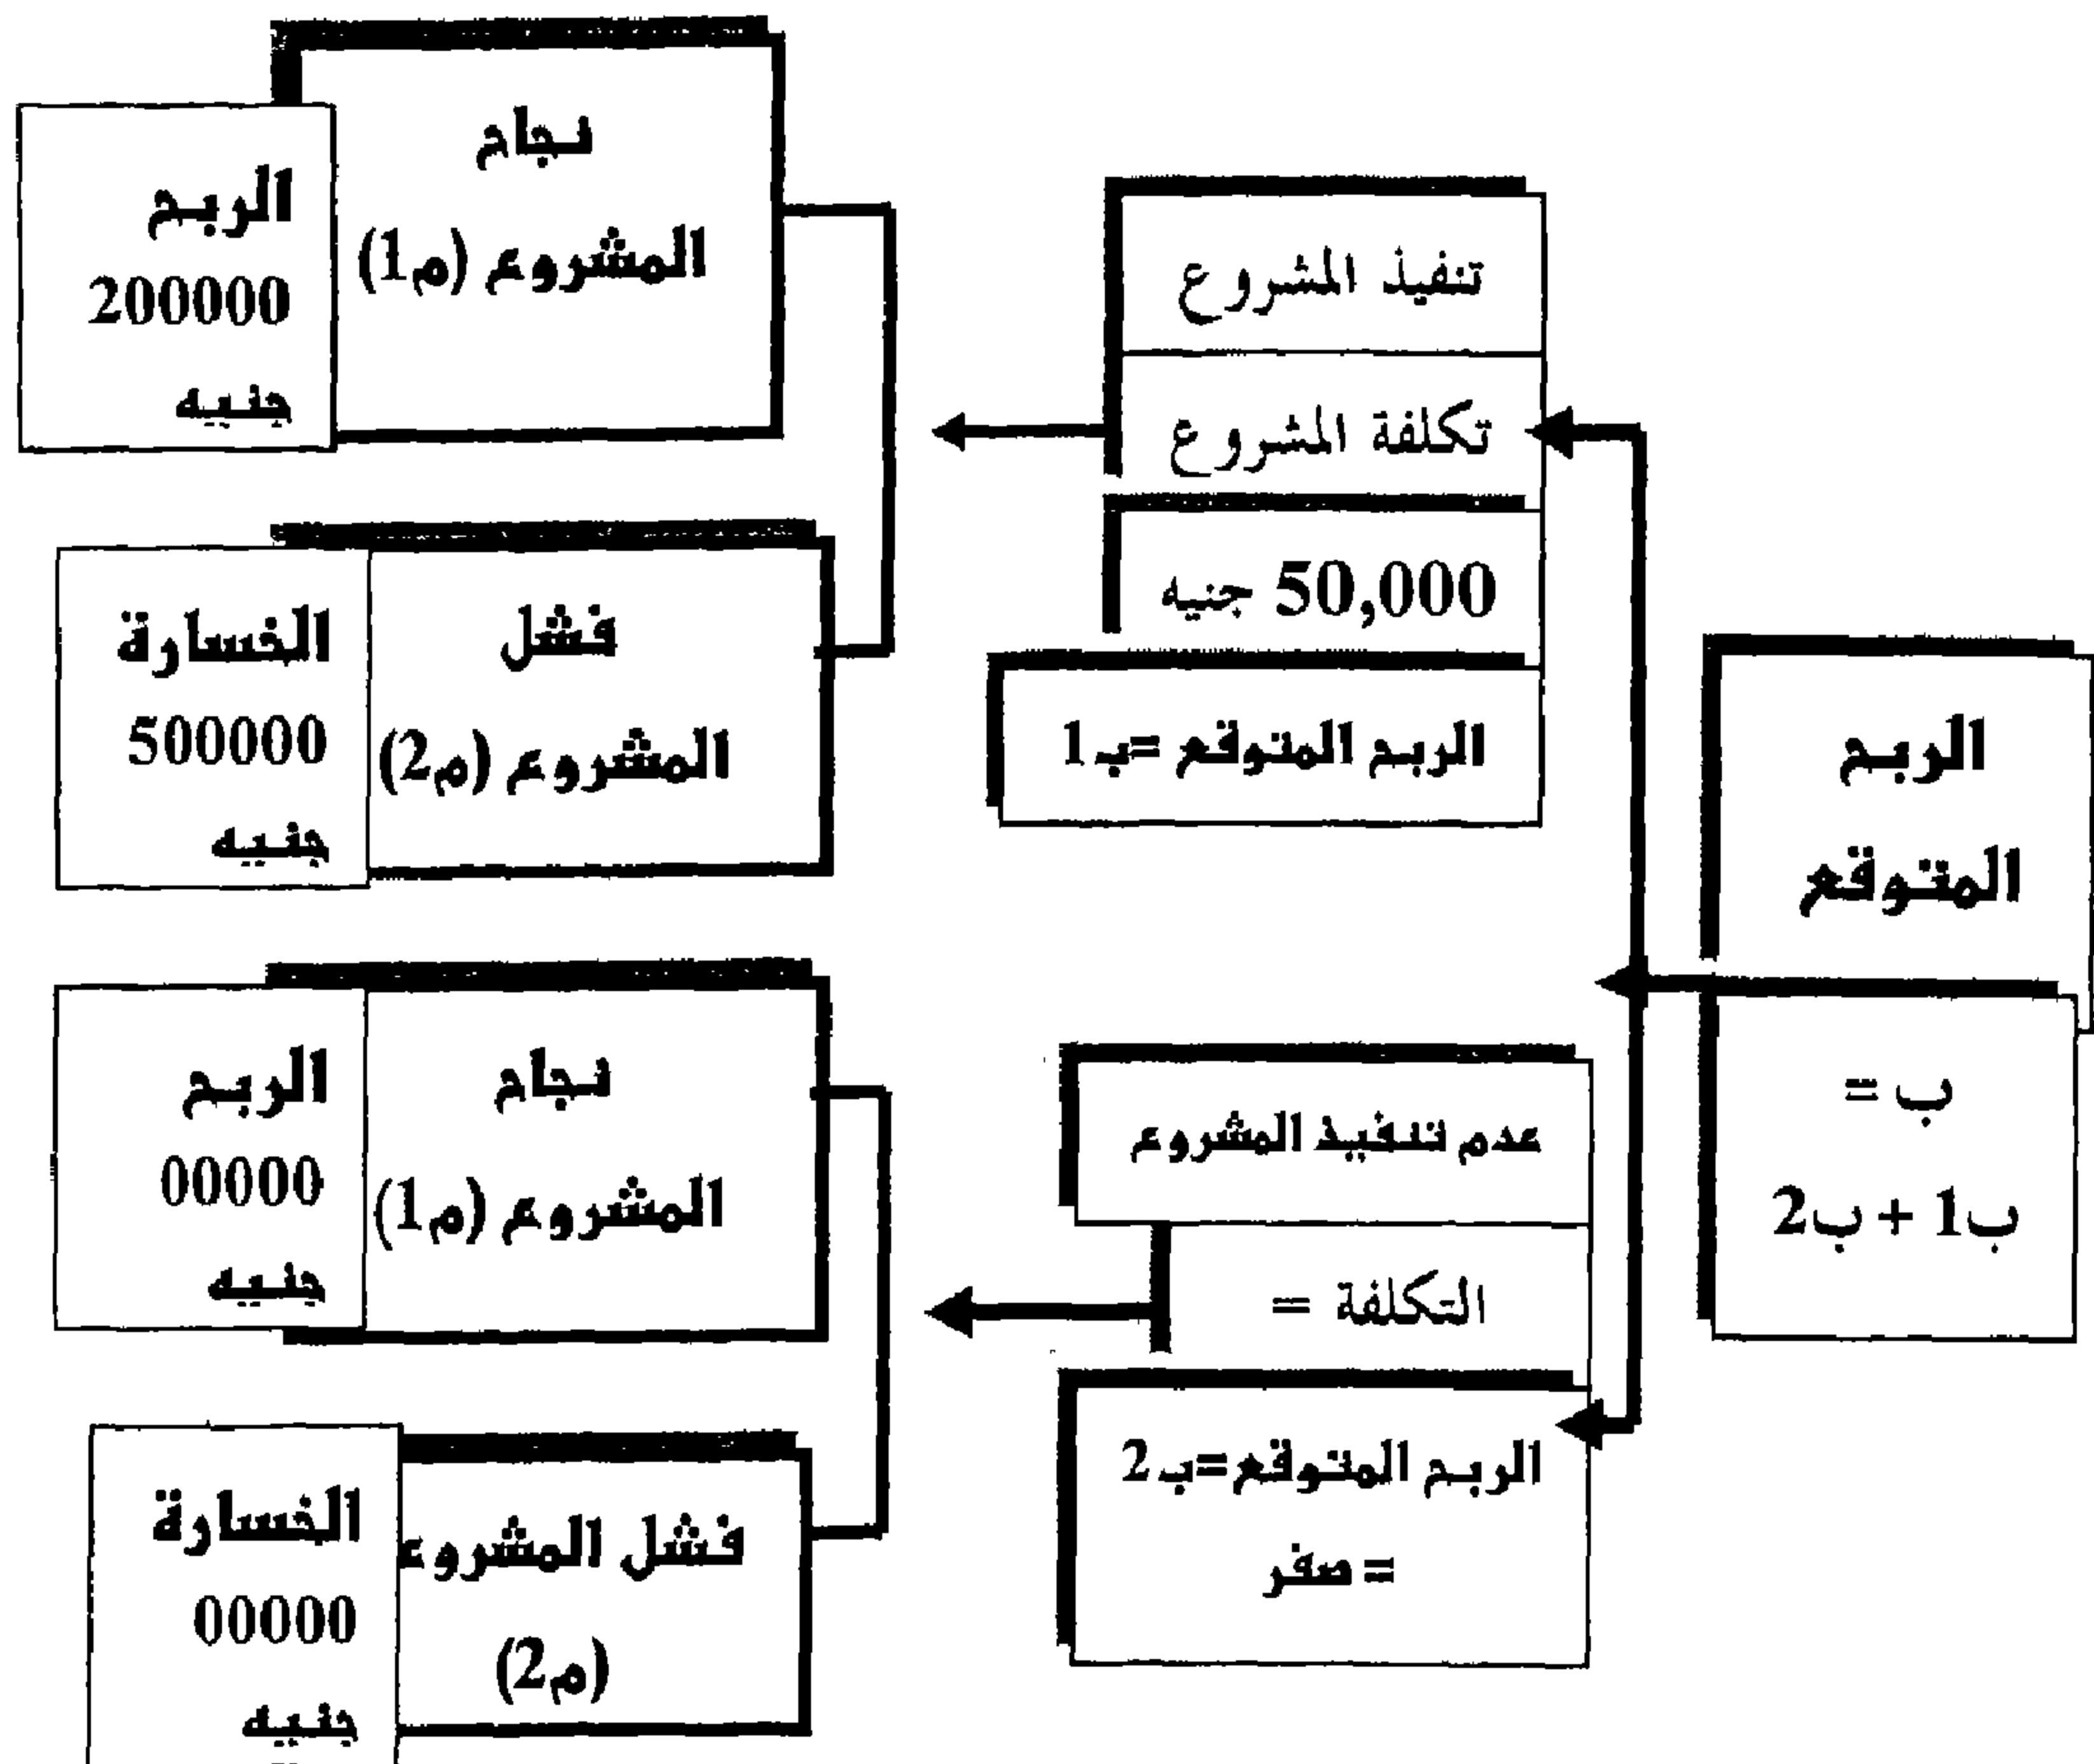 الربح
المتوقع
ب =
ب1 + ب2
تنفيذ المشروع
تكلفة المشروع
50,000 جنيه
الربح المتوقع =ب1
نجاح
المشروع (م1)
الربح
200000
جنيه
فشل
المشروع (م2)
الخسارة
500000
جنيه
عدم تنفيذ المشروع
التكلفة =
الربح المتوقع=ب2
= صفر
نجاح
المشروع (م1)
الربح
00000
جنيه
فشل المشروع
(م2)
الخسارة
00000
جنيه